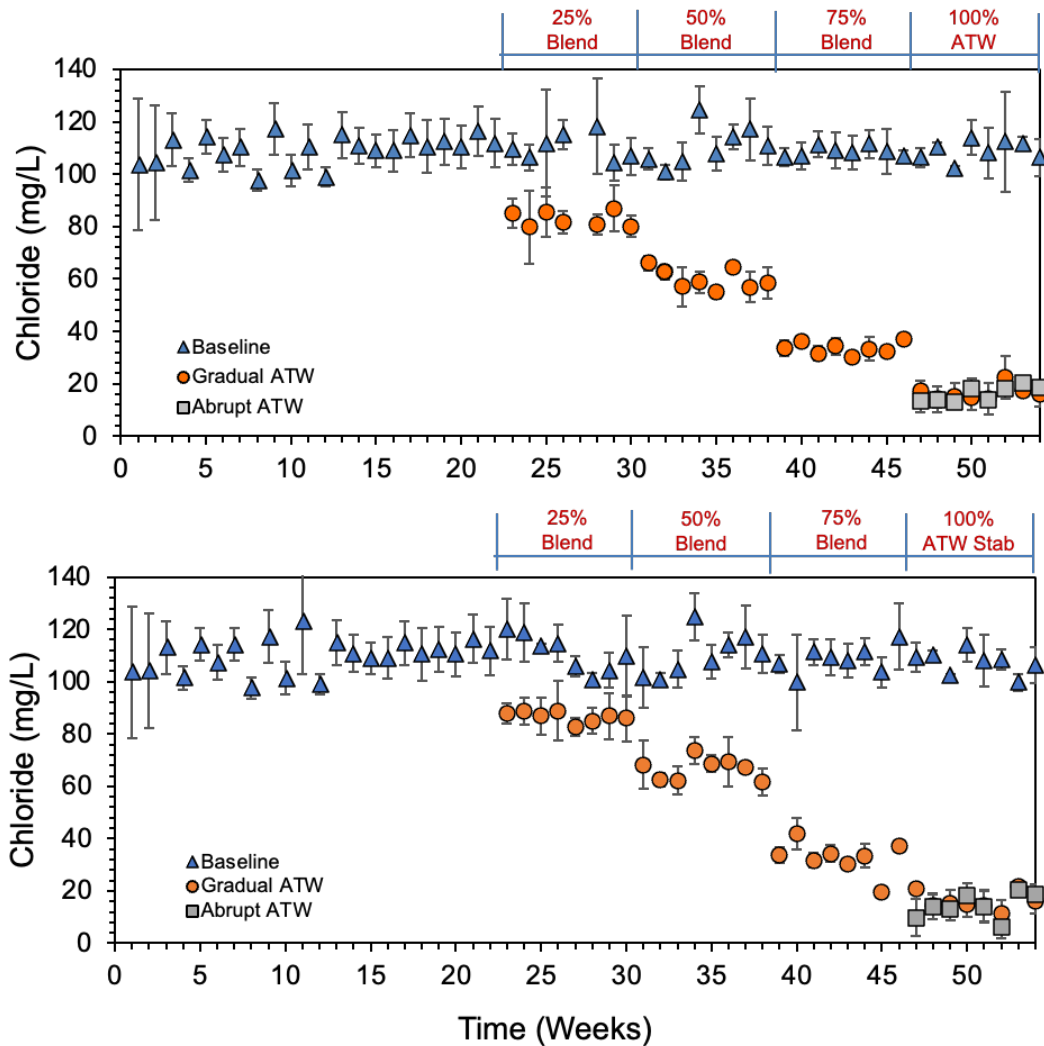 25% 50% 75% 100%
Blend Blend Blend ATW
140
120
100
80
60
40
20
0
Chloride (mg/L)
Baseline
Gradual ATW
Abrupt ATW
0 5 10 15 20 25 30 35 40 45 50
25% 50% 75% 100%
Blend Blend Blend ATW Stab
140
120
100
80
60
40
20
0
Chloride (mg/L)
Baseline
Gradual ATW
Abrupt ATW
0 5 10 15 20 25 30 35 40 45 50
Time (Weeks)